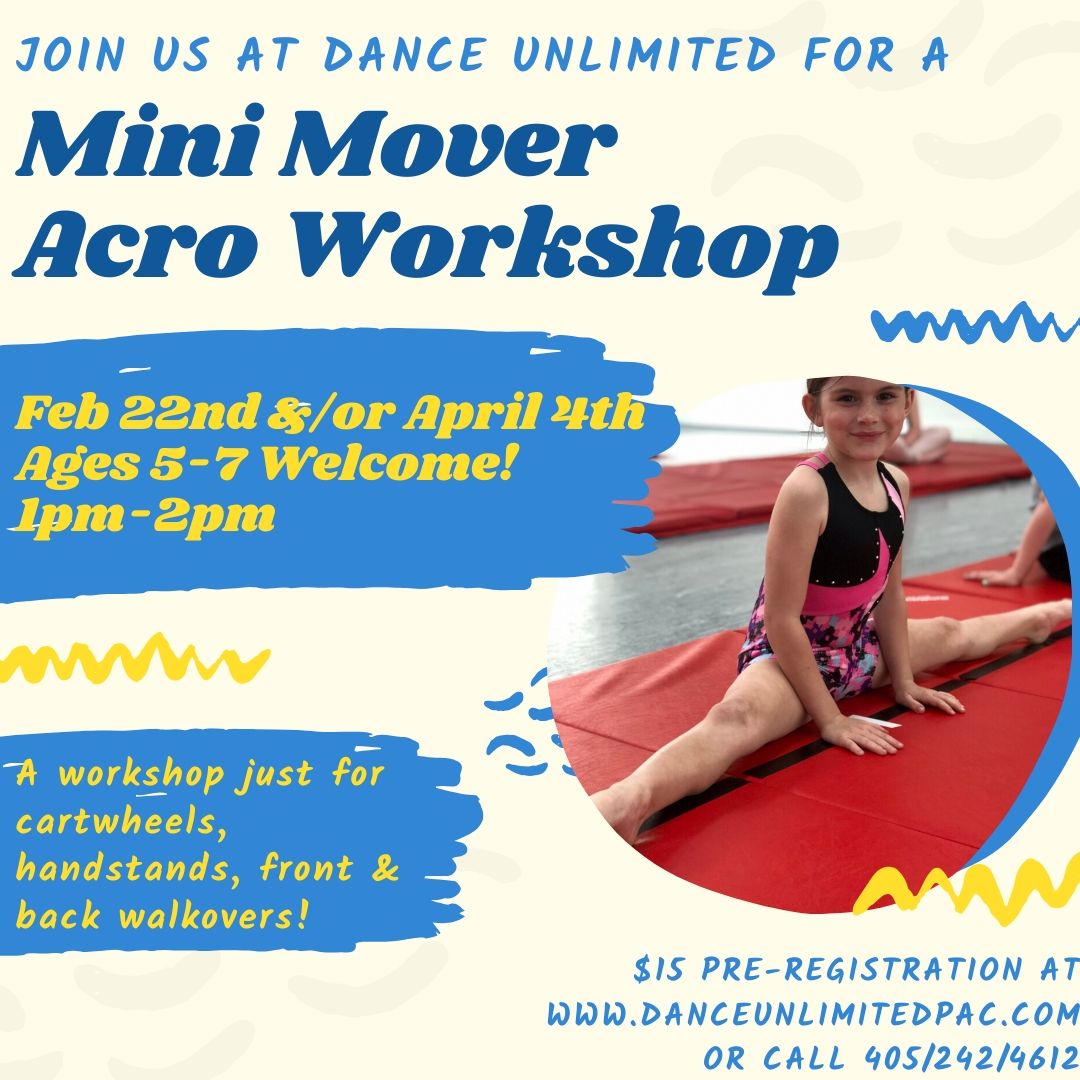 JOIN US AT DANCE UNLIMITED FOR A
Mini Mover
Acro Workshop
Feb 22nd &/or April 4th
Ages 5-7 Welcome!
1pm-2pm
A workshop just for
cartwheels,
handstands, front &
back walkovers!
$15 PRE-REGISTRATION AT
WWW.DANCEUNLIMITEDPAC.COM
OR CALL 405/242/4612